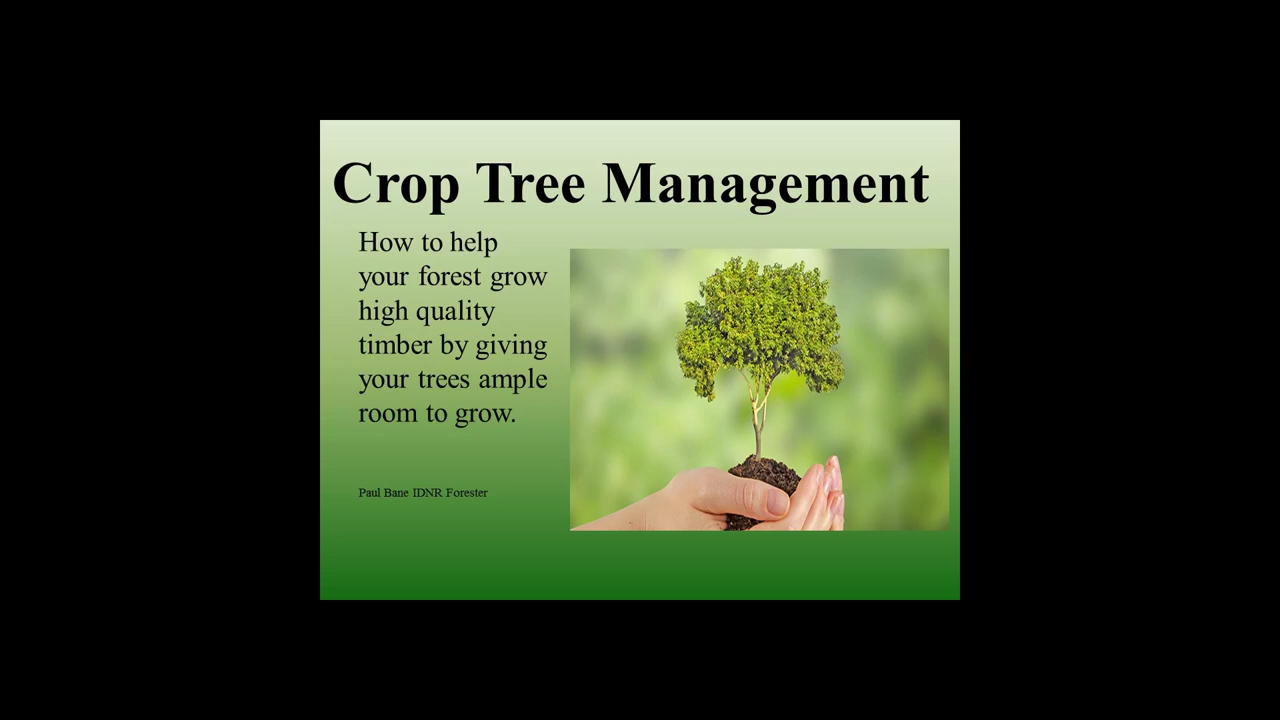 Crop Tree Management
How to help
your forest grow
high quality
timber by giving
your trees ample
room to grow.
Paul Bane IDNR Forester